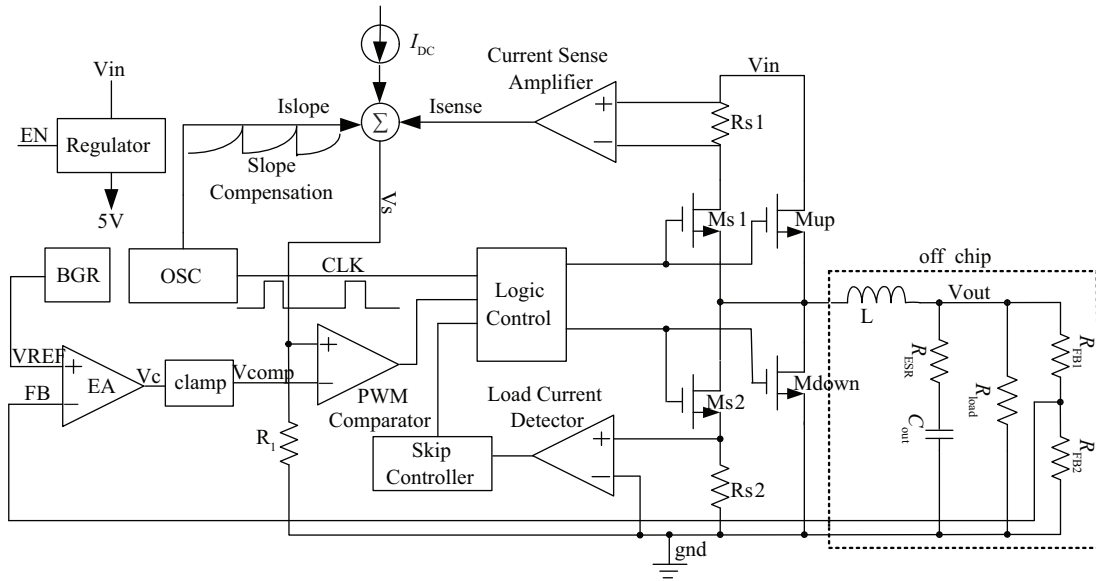 I_DC
Current Sense
Amplifier
Vin
Vin
Islope
Σ
Isense
+
−
Rs1
EN
Regulator
Slope
Compensation
5V
Vs
Ms1
Mup
BGR
OSC
CLK
Logic
Control
off chip
Vout
L
VREF
+
EA
−
FB
Vc
clamp
Vcomp
+
−
PWM
Comparator
Load Current
Detector
Ms2
Mdown
R_ESR
C_out
R_load
R_FB1
R_FB2
R_1
Skip
Controller
+
−
Rs2
gnd